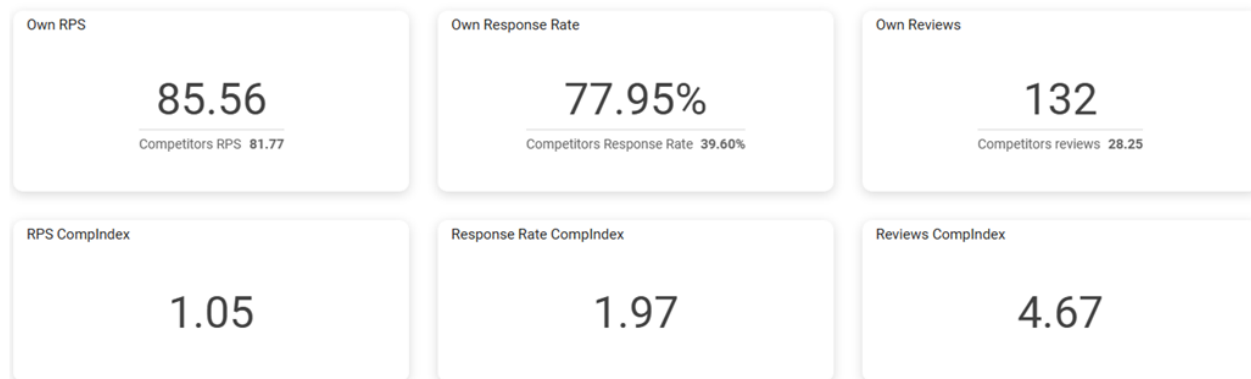 Own RPS
85.56
Competitors RPS 81.77
Own Response Rate
77.95%
Competitors Response Rate 39.60%
Own Reviews
132
Competitors reviews 28.25
RPS CompIndex
1.05
Response Rate CompIndex
1.97
Reviews CompIndex
4.67